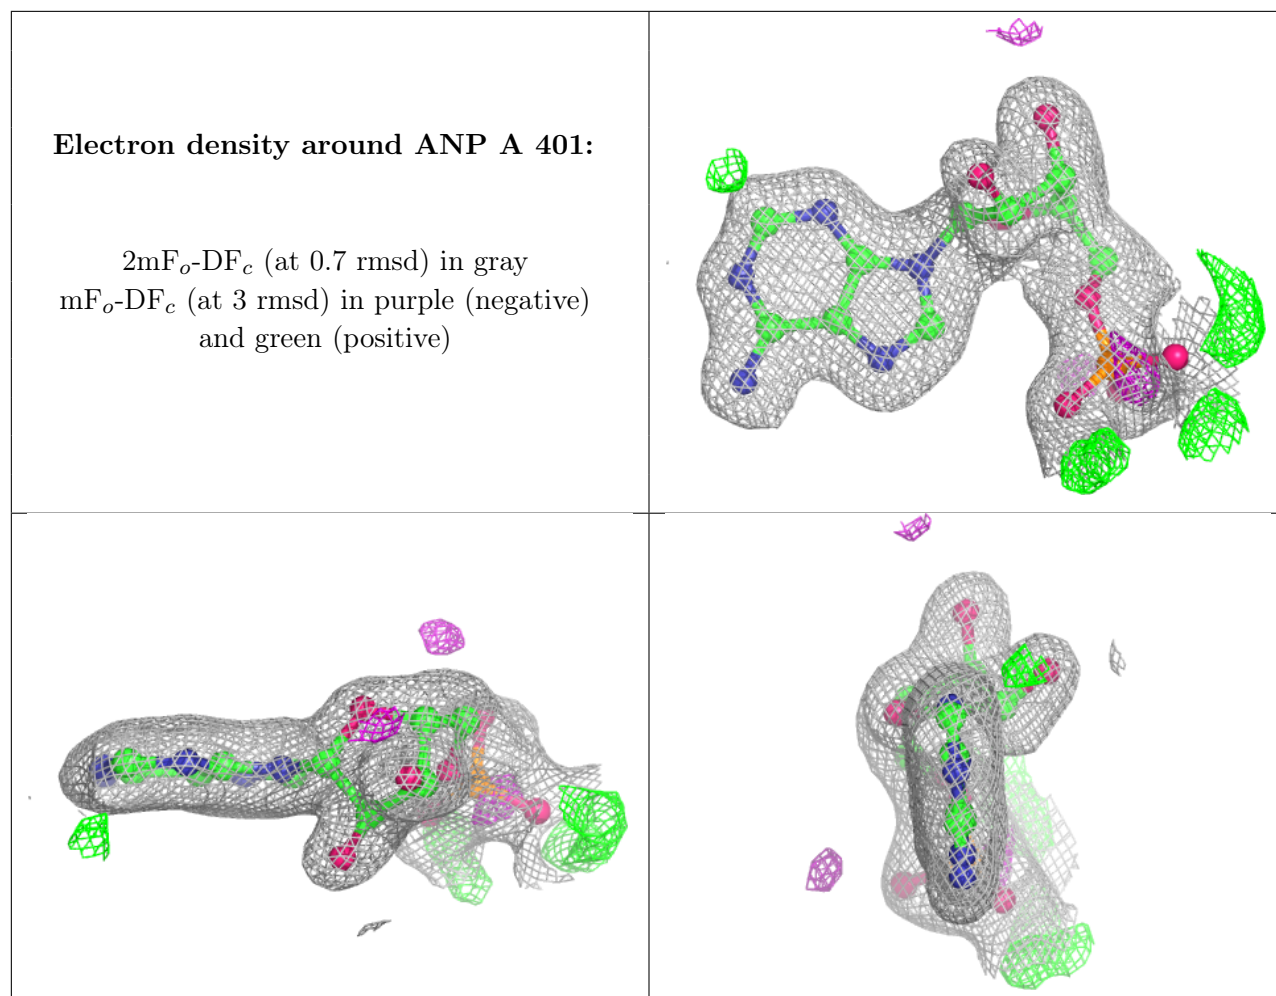 Electron density around ANP A 401:
2mFo-DFc (at 0.7 rmsd) in gray
mFo-DFc (at 3 rmsd) in purple (negative)
and green (positive)